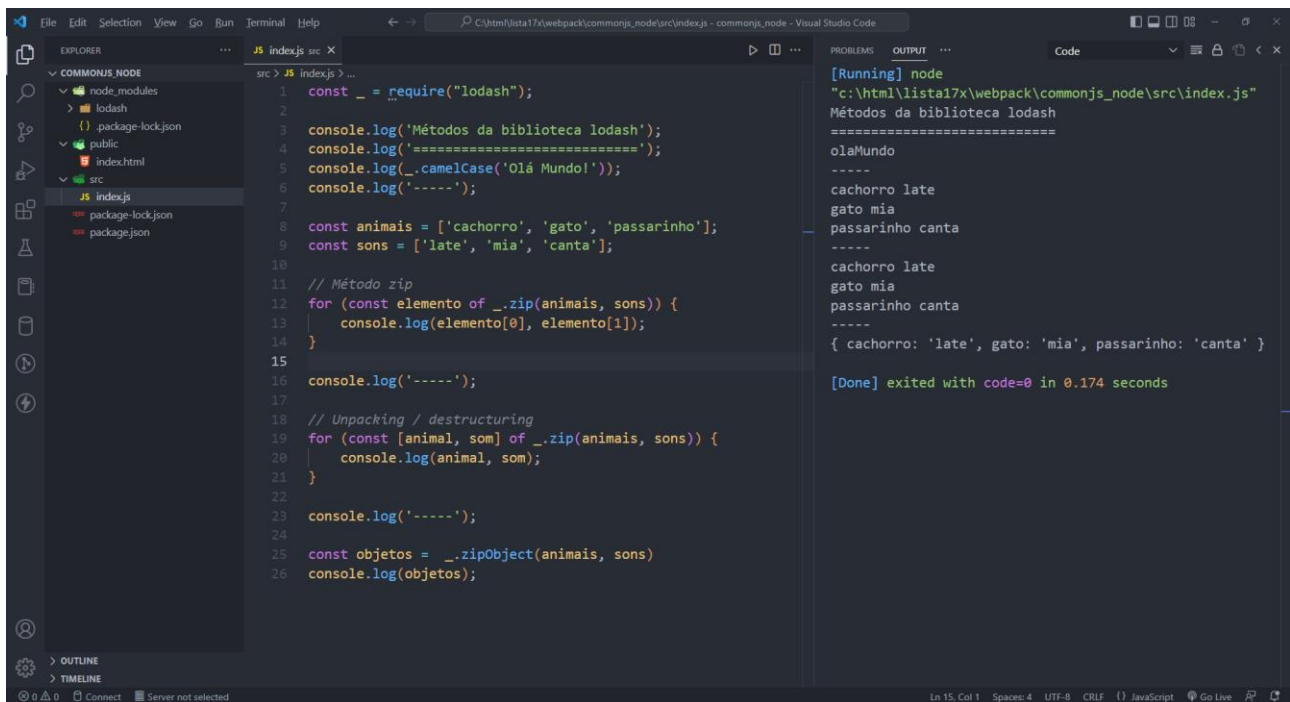 File Edit Selection View Go Run Terminal Help
C:\html\lista17x\webpack\commonjs_node\src\index.js - commonjs_node - Visual Studio Code
EXPLORER
COMMONJS_NODE
node_modules
lodash
{} .package-lock.json
public
index.html
src
JS index.js
package-lock.json
package.json
OUTLINE
TIMELINE
JS index.js src
src > JS index.js > ...
1 const _ = require("lodash");
2
3 console.log('Métodos da biblioteca lodash');
4 console.log('============================');
5 console.log(_.camelCase('Olá Mundo!'));
6 console.log('-----');
7
8 const animais = ['cachorro', 'gato', 'passarinho'];
9 const sons = ['late', 'mia', 'canta'];
10
11 // Método zip
12 for (const elemento of _.zip(animais, sons)) {
13 console.log(elemento[0], elemento[1]);
14 }
15
16 console.log('-----');
17
18 // Unpacking / destructuring
19 for (const [animal, som] of _.zip(animais, sons)) {
20 console.log(animal, som);
21 }
22
23 console.log('-----');
24
25 const objetos = _.zipObject(animais, sons)
26 console.log(objetos);
PROBLEMS OUTPUT ... Code
[Running] node
"c:\html\lista17x\webpack\commonjs_node\src\index.js"
Métodos da biblioteca lodash
============================
olaMundo
-----
cachorro late
gato mia
passarinho canta
-----
cachorro late
gato mia
passarinho canta
-----
{ cachorro: 'late', gato: 'mia', passarinho: 'canta' }
[Done] exited with code=0 in 0.174 seconds
0 0 Connect Server not selected
Ln 15, Col 1 Spaces: 4 UTF-8 CRLF {} JavaScript Go Live